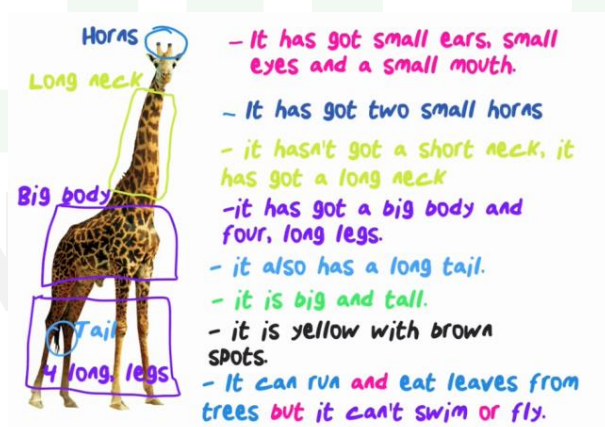 Horns
Long neck
Big body
Tail
4 long, legs
- It has got small ears, small
eyes and a small mouth.
- It has got two small horns
- it hasn't got a short neck, it
has got a long neck
-it has got a big body and
four, long legs.
- it also has a long tail.
- it is big and tall.
- it is yellow with brown
spots.
- It can run and eat leaves from
trees but it can't swim or fly.